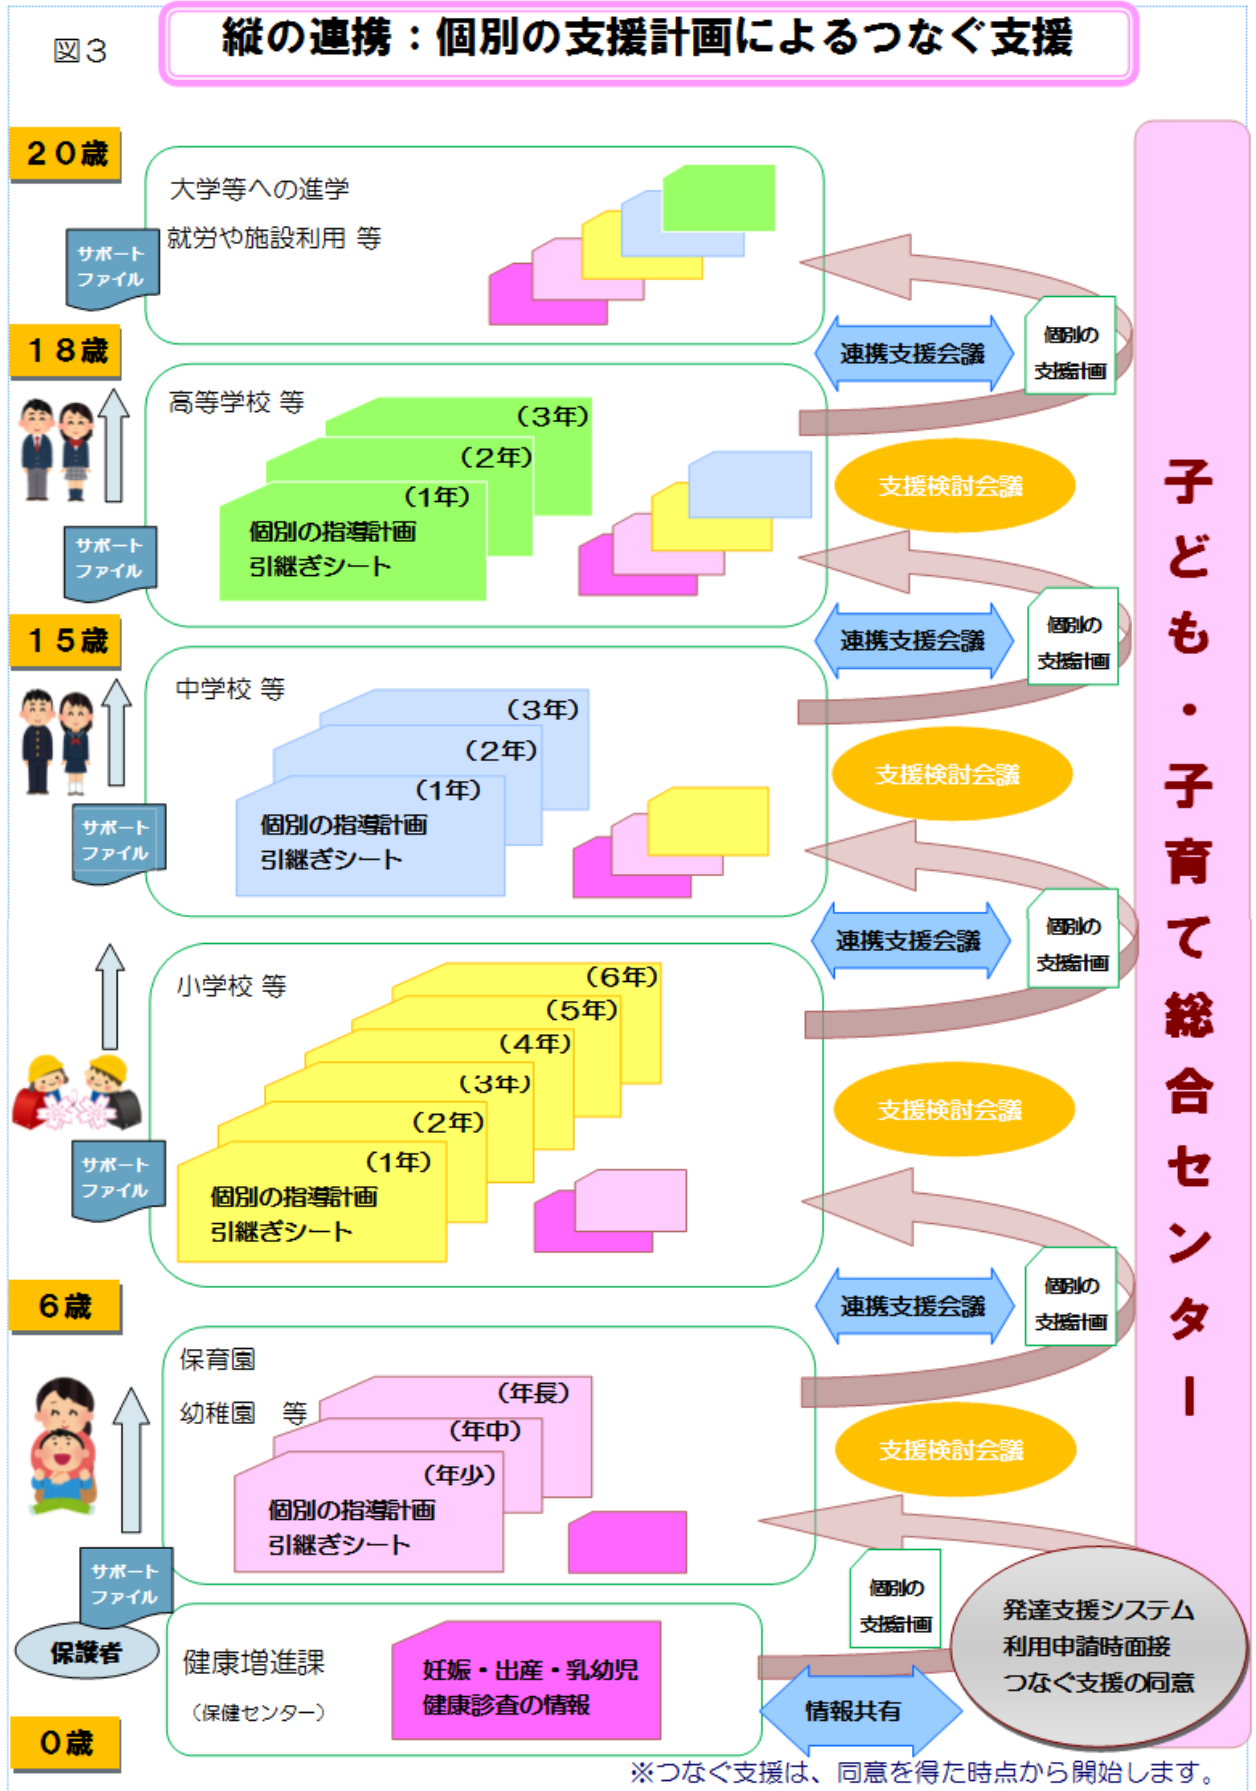 図３
縦の連携：個別の支援計画によるつなぐ支援
２０歳
大学等への進学
就労や施設利用 等
サポート
ファイル
連携支援会議
個別の
支援計画
１８歳
高等学校 等
（3年）
（2年）
（1年）
個別の指導計画
引継ぎシート
支援検討会議
サポート
ファイル
連携支援会議
個別の
支援計画
１５歳
中学校 等
（3年）
（2年）
（1年）
個別の指導計画
引継ぎシート
支援検討会議
サポート
ファイル
連携支援会議
個別の
支援計画
小学校 等
（6年）
（5年）
（4年）
（3年）
（2年）
（1年）
個別の指導計画
引継ぎシート
支援検討会議
サポート
ファイル
連携支援会議
個別の
支援計画
６歳
保育園
幼稚園　等
（年長）
（年中）
（年少）
個別の指導計画
引継ぎシート
支援検討会議
サポート
ファイル
保護者
個別の
支援計画
健康増進課
（保健センター）
妊娠・出産・乳幼児
健康診査の情報
情報共有
発達支援システム
利用申請時面接
つなぐ支援の同意
０歳
子ども・子育て総合センター
※つなぐ支援は、同意を得た時点から開始します。